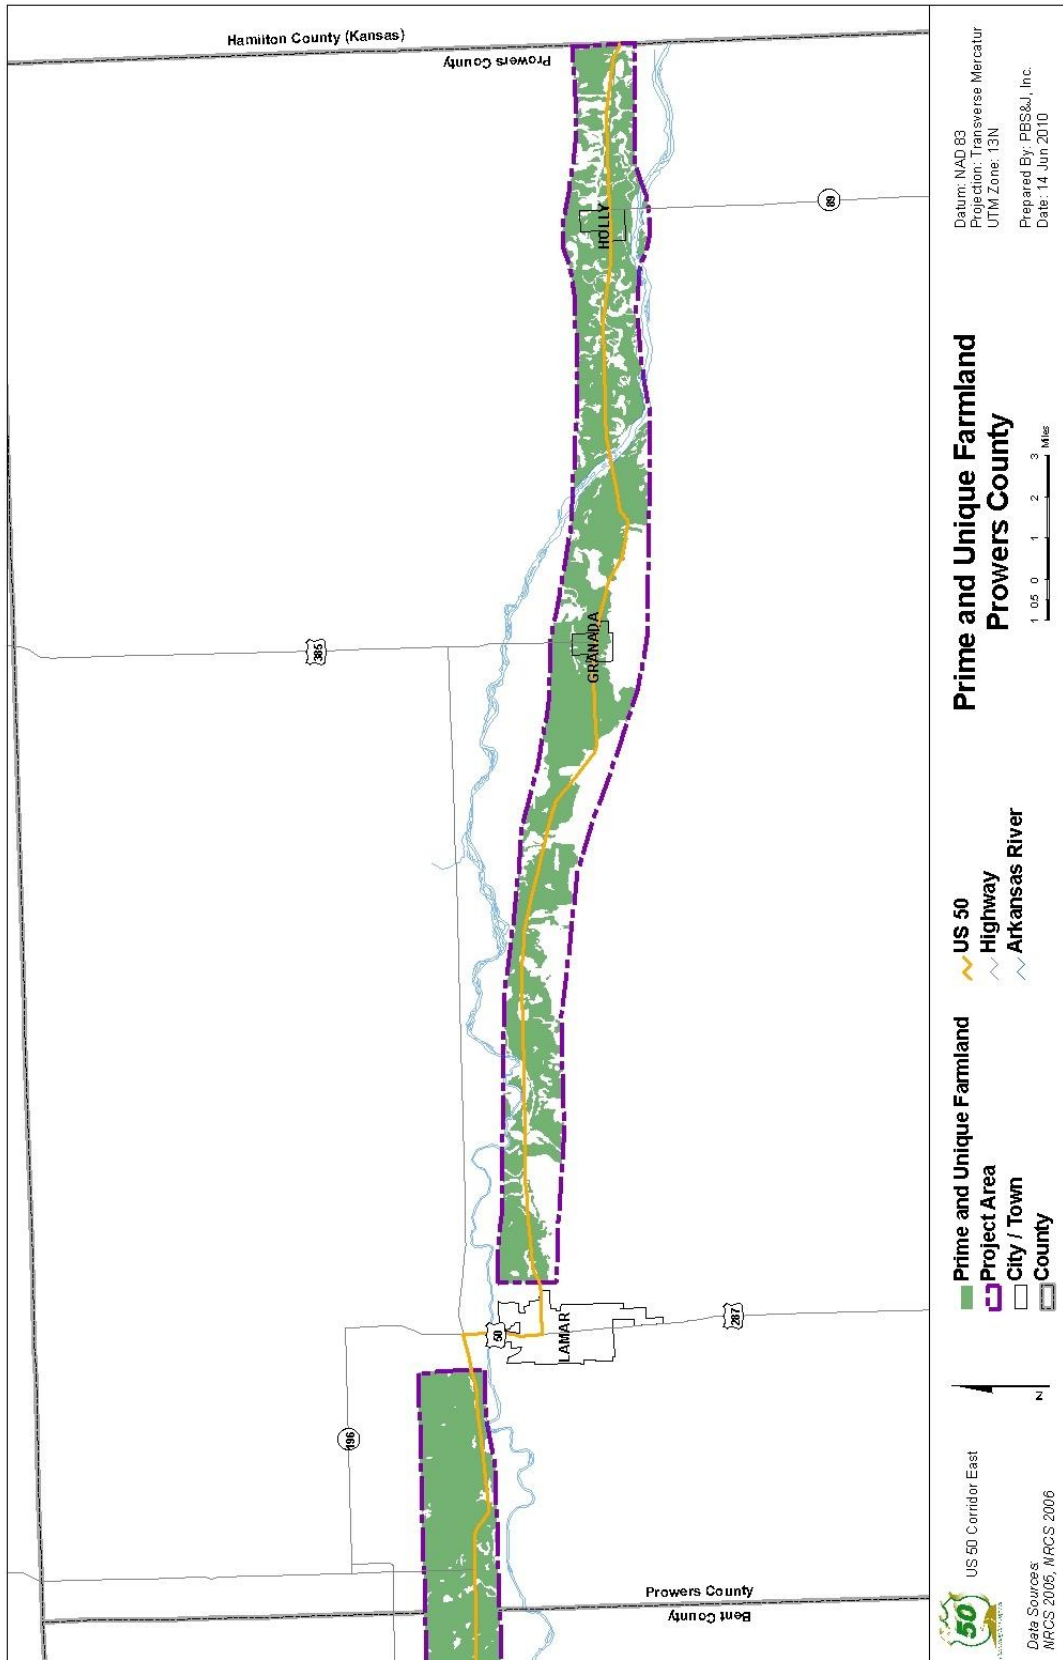 Hamilton County (Kansas)
Prowers County
HOLLY
89
385
GRANADA
LAMAR
50
287
196
Prowers County
Bent County
Prime and Unique Farmland
Prowers County
1 0.5 0 1 2 3 Miles
Datum: NAD 83
Projection: Transverse Mercatur
UTM Zone: 13N
Prepared By: PBS&J, Inc.
Date: 14 Jun 2010
Prime and Unique Farmland
Project Area
City / Town
County
US 50
Highway
Arkansas River
N
50
US 50 Corridor East
Data Sources:
NRCS 2005, NRCS 2006